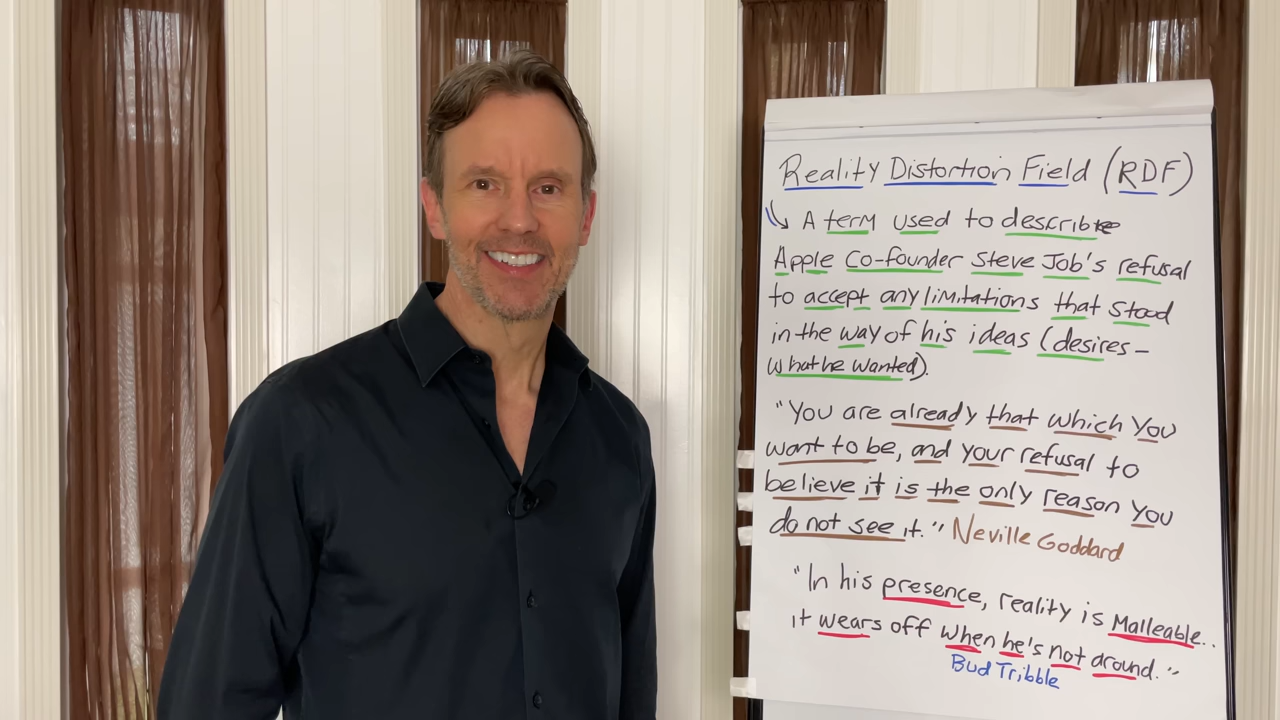 Reality Distortion Field (RDF)
A term used to describe
Apple Co-founder Steve Job's refusal
to accept any limitations that stood
in the way of his ideas (desires-
what he wanted).
"You are already that which you
want to be, and your refusal to
believe it is the only reason you
do not see it." Neville Goddard
"In his presence, reality is Malleable..
it wears off when he's not around."
Bud Tribble